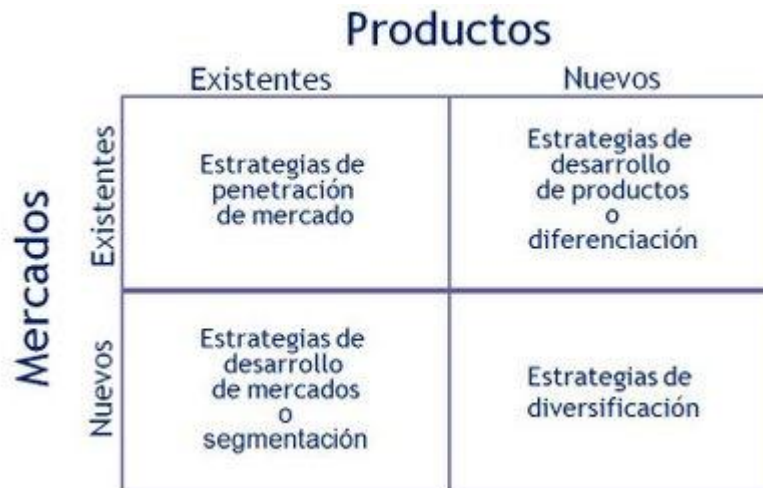 Productos
Existentes
Nuevos
Mercados
Existentes
Estrategias de
penetración
de mercado
Estrategias de
desarrollo
de productos
o
diferenciación
Nuevos
Estrategias de
desarrollo
de mercados
o
segmentación
Estrategias de
diversificación